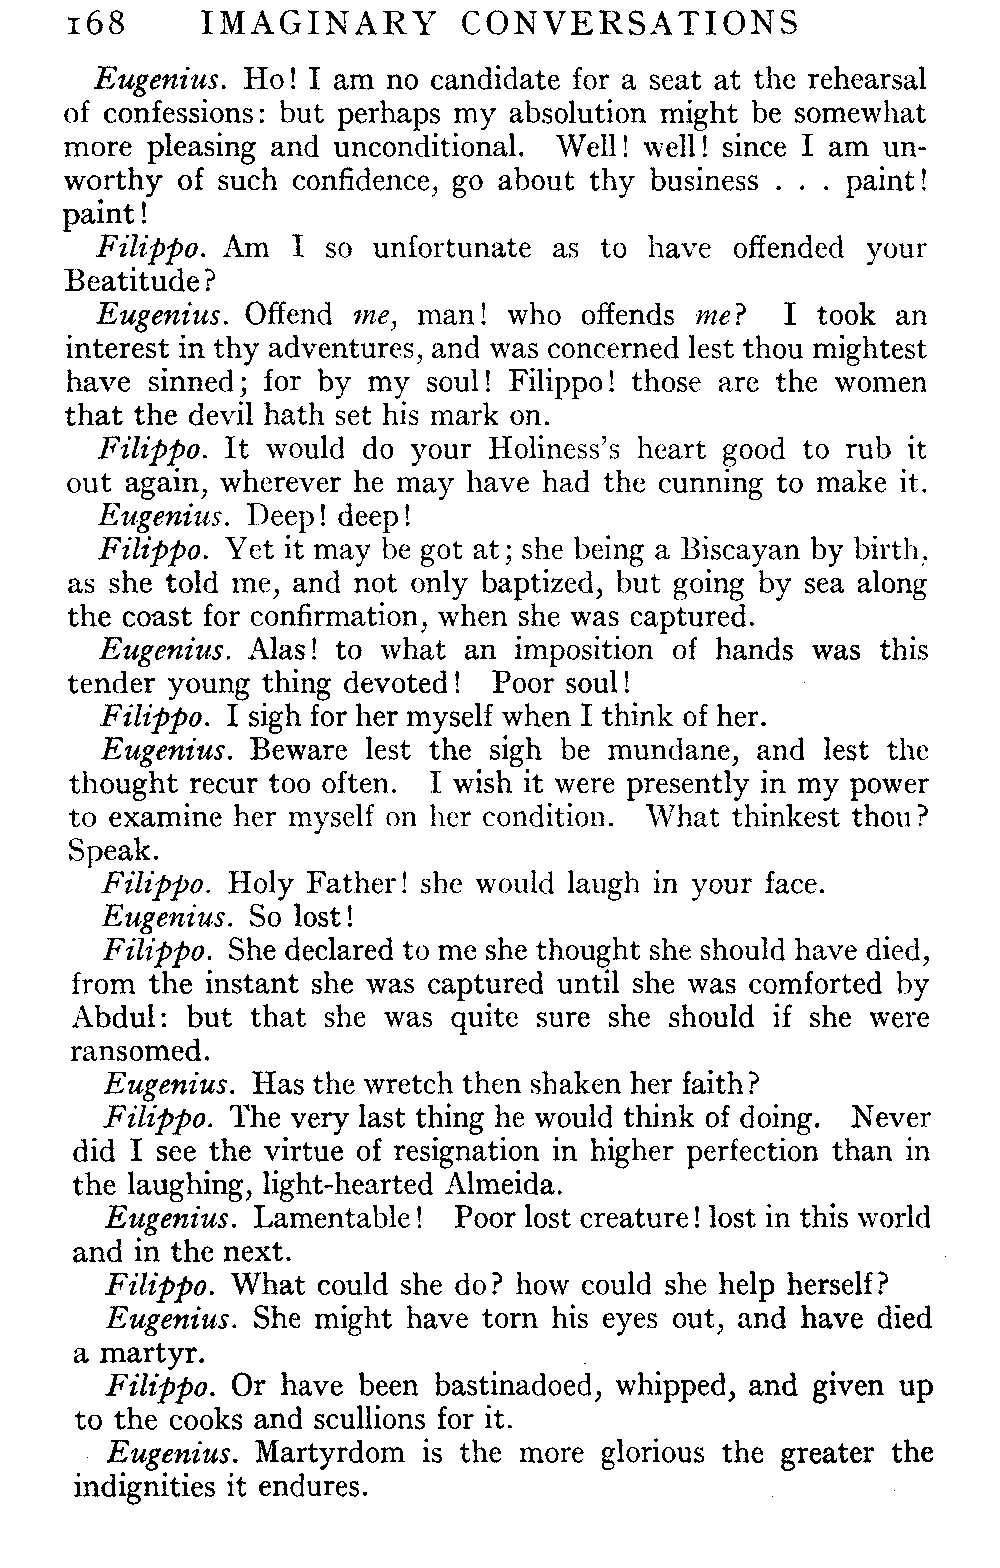 168 IMAGINARY CONVERSATIONS
Eugenius. Ho! I am no candidate for a seat at the rehearsal
of confessions: but perhaps my absolution might be somewhat
more pleasing and unconditional. Well! well! since I am un-
worthy of such confidence, go about thy business . . . paint!
paint!
Filippo. Am I so unfortunate as to have offended your
Beatitude?
Eugenius. Offend me, man! who offends me? I took an
interest in thy adventures, and was concerned lest thou mightest
have sinned; for by my soul! Filippo! those are the women
that the devil hath set his mark on.
Filippo. It would do your Holiness's heart good to rub it
out again, wherever he may have had the cunning to make it.
Eugenius. Deep! deep!
Filippo. Yet it may be got at; she being a Biscayan by birth,
as she told me, and not only baptized, but going by sea along
the coast for confirmation, when she was captured.
Eugenius. Alas! to what an imposition of hands was this
tender young thing devoted! Poor soul!
Filippo. I sigh for her myself when I think of her.
Eugenius. Beware lest the sigh be mundane, and lest the
thought recur too often. I wish it were presently in my power
to examine her myself on her condition. What thinkest thou?
Speak.
Filippo. Holy Father! she would laugh in your face.
Eugenius. So lost!
Filippo. She declared to me she thought she should have died,
from the instant she was captured until she was comforted by
Abdul: but that she was quite sure she should if she were
ransomed.
Eugenius. Has the wretch then shaken her faith?
Filippo. The very last thing he would think of doing. Never
did I see the virtue of resignation in higher perfection than in
the laughing, light-hearted Almeida.
Eugenius. Lamentable! Poor lost creature! lost in this world
and in the next.
Filippo. What could she do? how could she help herself?
Eugenius. She might have torn his eyes out, and have died
a martyr.
Filippo. Or have been bastinadoed, whipped, and given up
to the cooks and scullions for it.
Eugenius. Martyrdom is the more glorious the greater the
indignities it endures.